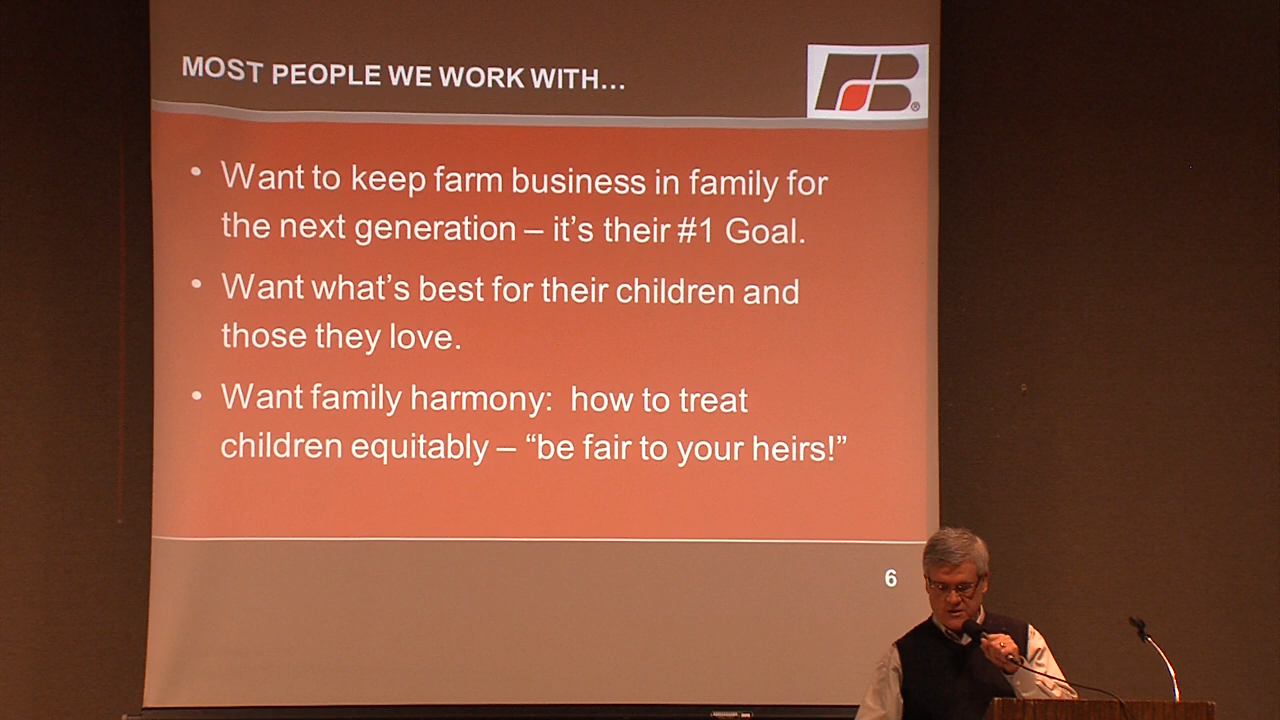 MOST PEOPLE WE WORK WITH…
FB®
• Want to keep farm business in family for
the next generation – it’s their #1 Goal.
• Want what’s best for their children and
those they love.
• Want family harmony:  how to treat
children equitably – “be fair to your heirs!”
6